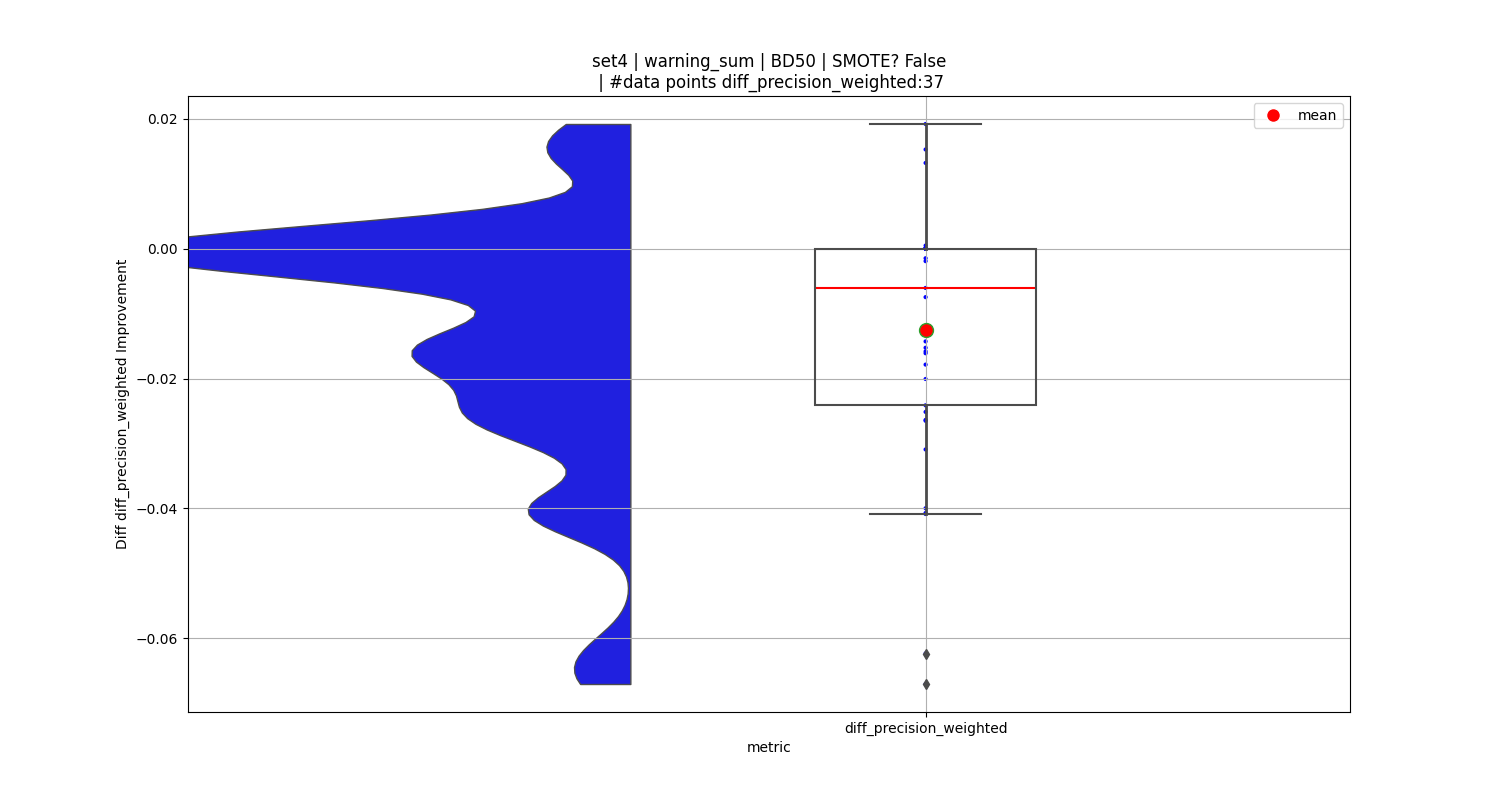 set4 | warning_sum | BD50 | SMOTE? False
| #data points diff_precision_weighted:37
mean
0.02
0.00
−0.02
−0.04
−0.06
Diff diff_precision_weighted Improvement
diff_precision_weighted
metric